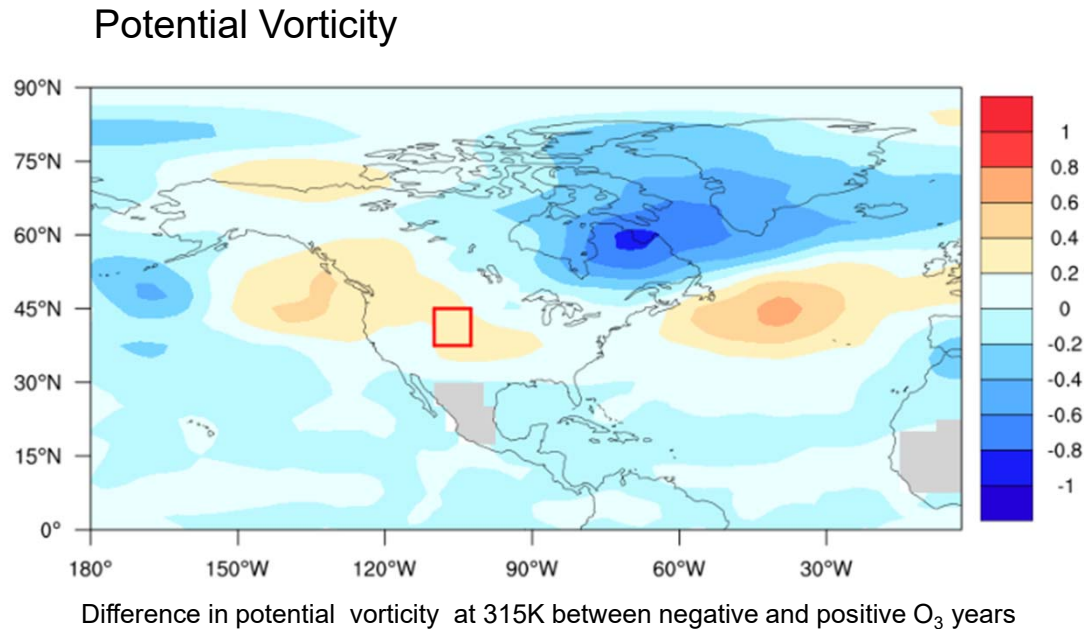 Potential Vorticity
90°N
75°N
60°N
45°N
30°N
15°N
0°
180°
150°W
120°W
90°W
60°W
30°W
1
0.8
0.6
0.4
0.2
0
-0.2
-0.4
-0.6
-0.8
-1
Difference in potential  vorticity  at 315K between negative and positive O₃ years